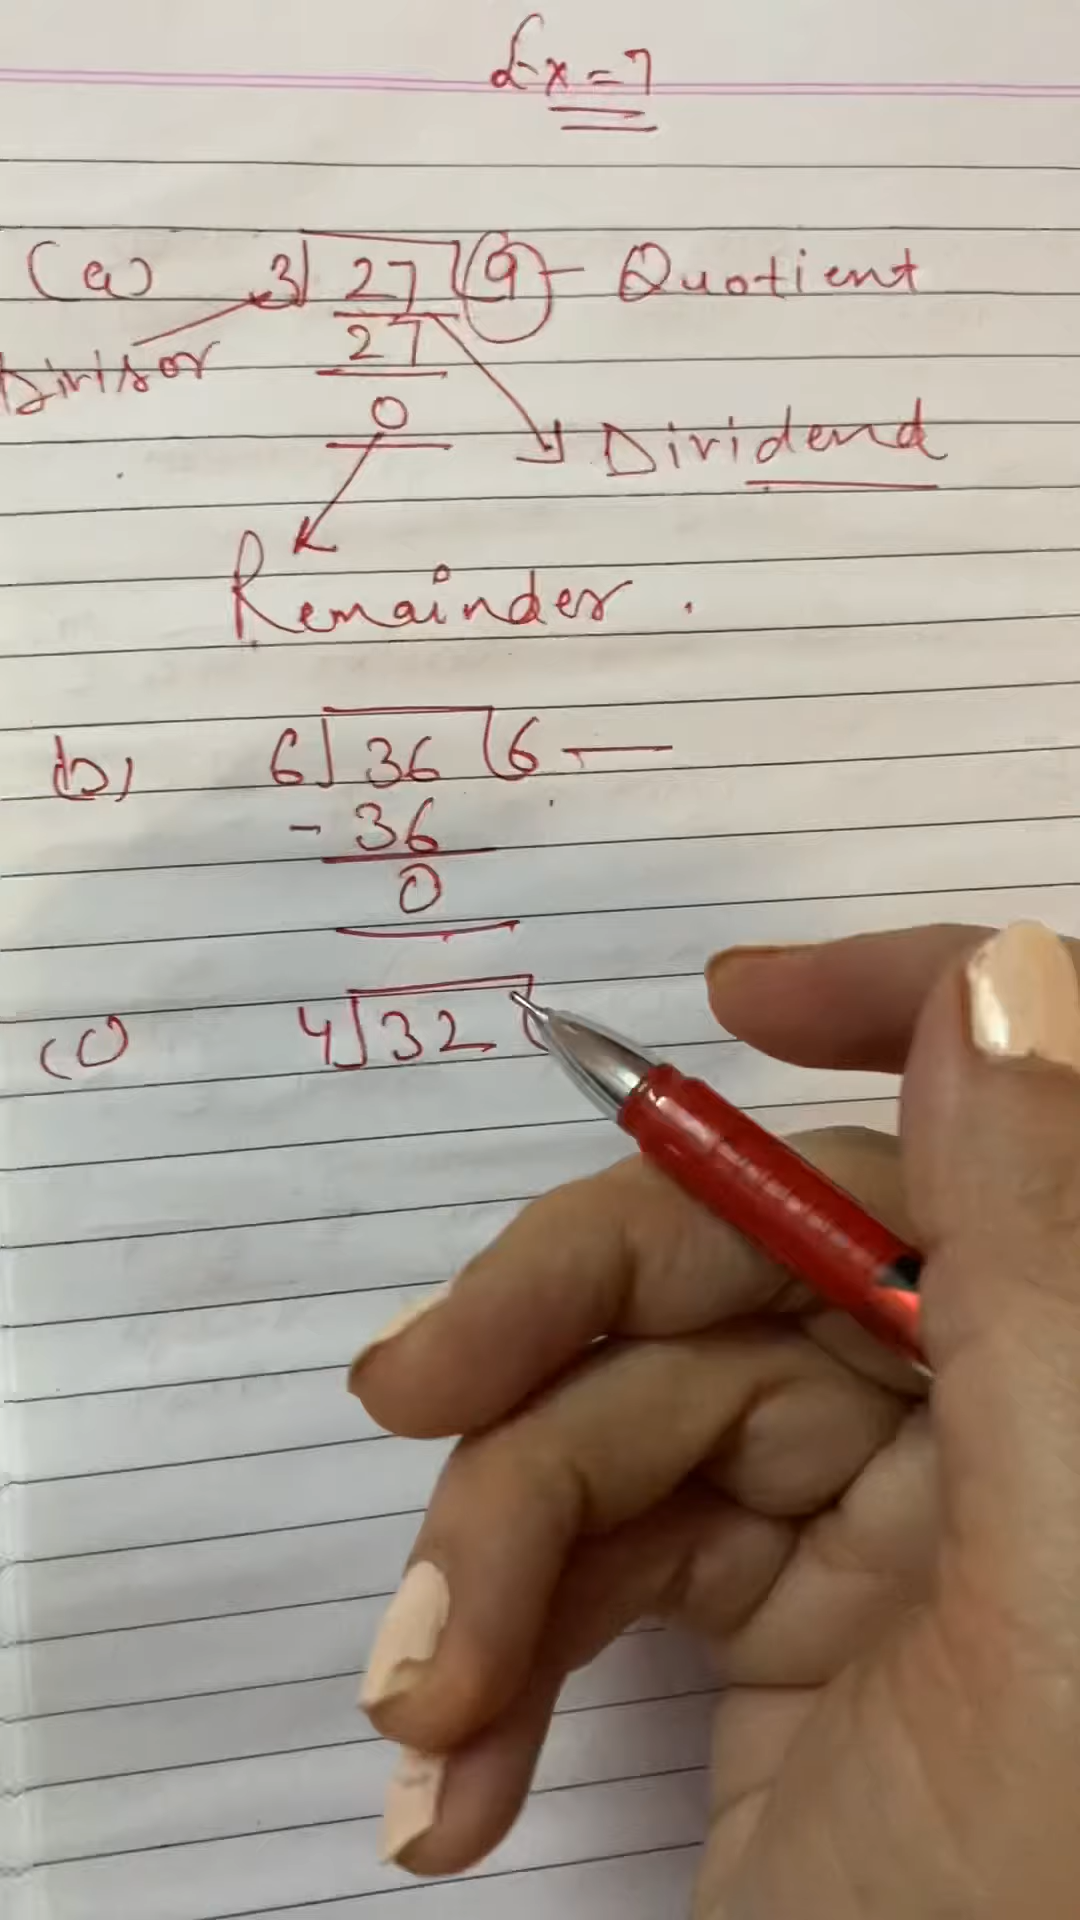 Ex = 7
(a) 3) 27 (9 - Quotient
27
Divisor
0
Dividend
Remainder .
(b) 6) 36 (6 —
- 36
0
(c) 4) 32 (